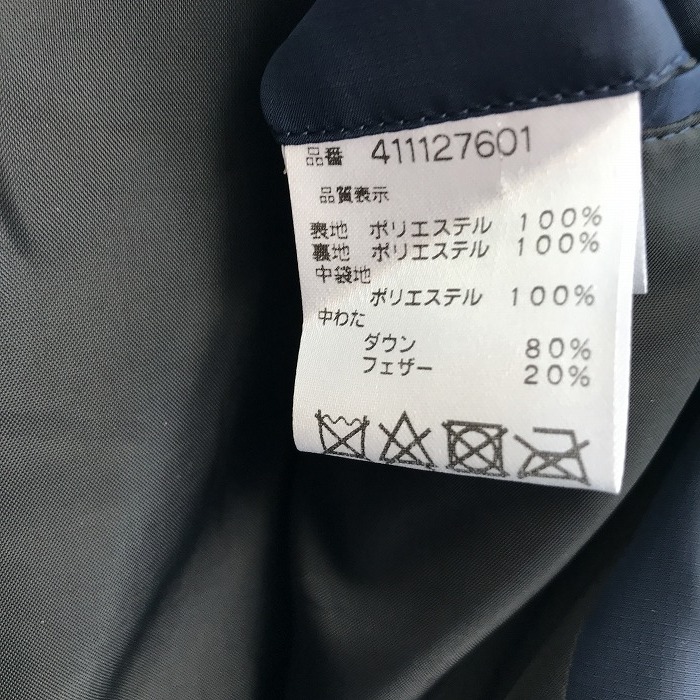 品番 411127601
品質表示
表地 ポリエステル 100%
裏地 ポリエステル 100%
中袋地
ポリエステル 100%
中わた
ダウン 80%
フェザー 20%